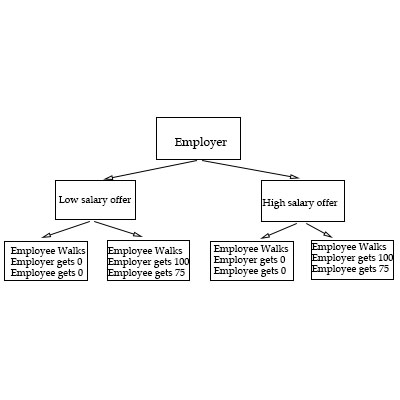 Employer
Low salary offer
High salary offer
Employee Walks
Employer gets 0
Employee gets 0
Employee Walks
Employer gets 100
Employee gets 75
Employee Walks
Employer gets 0
Employee gets 0
Employee Walks
Employer gets 100
Employee gets 75